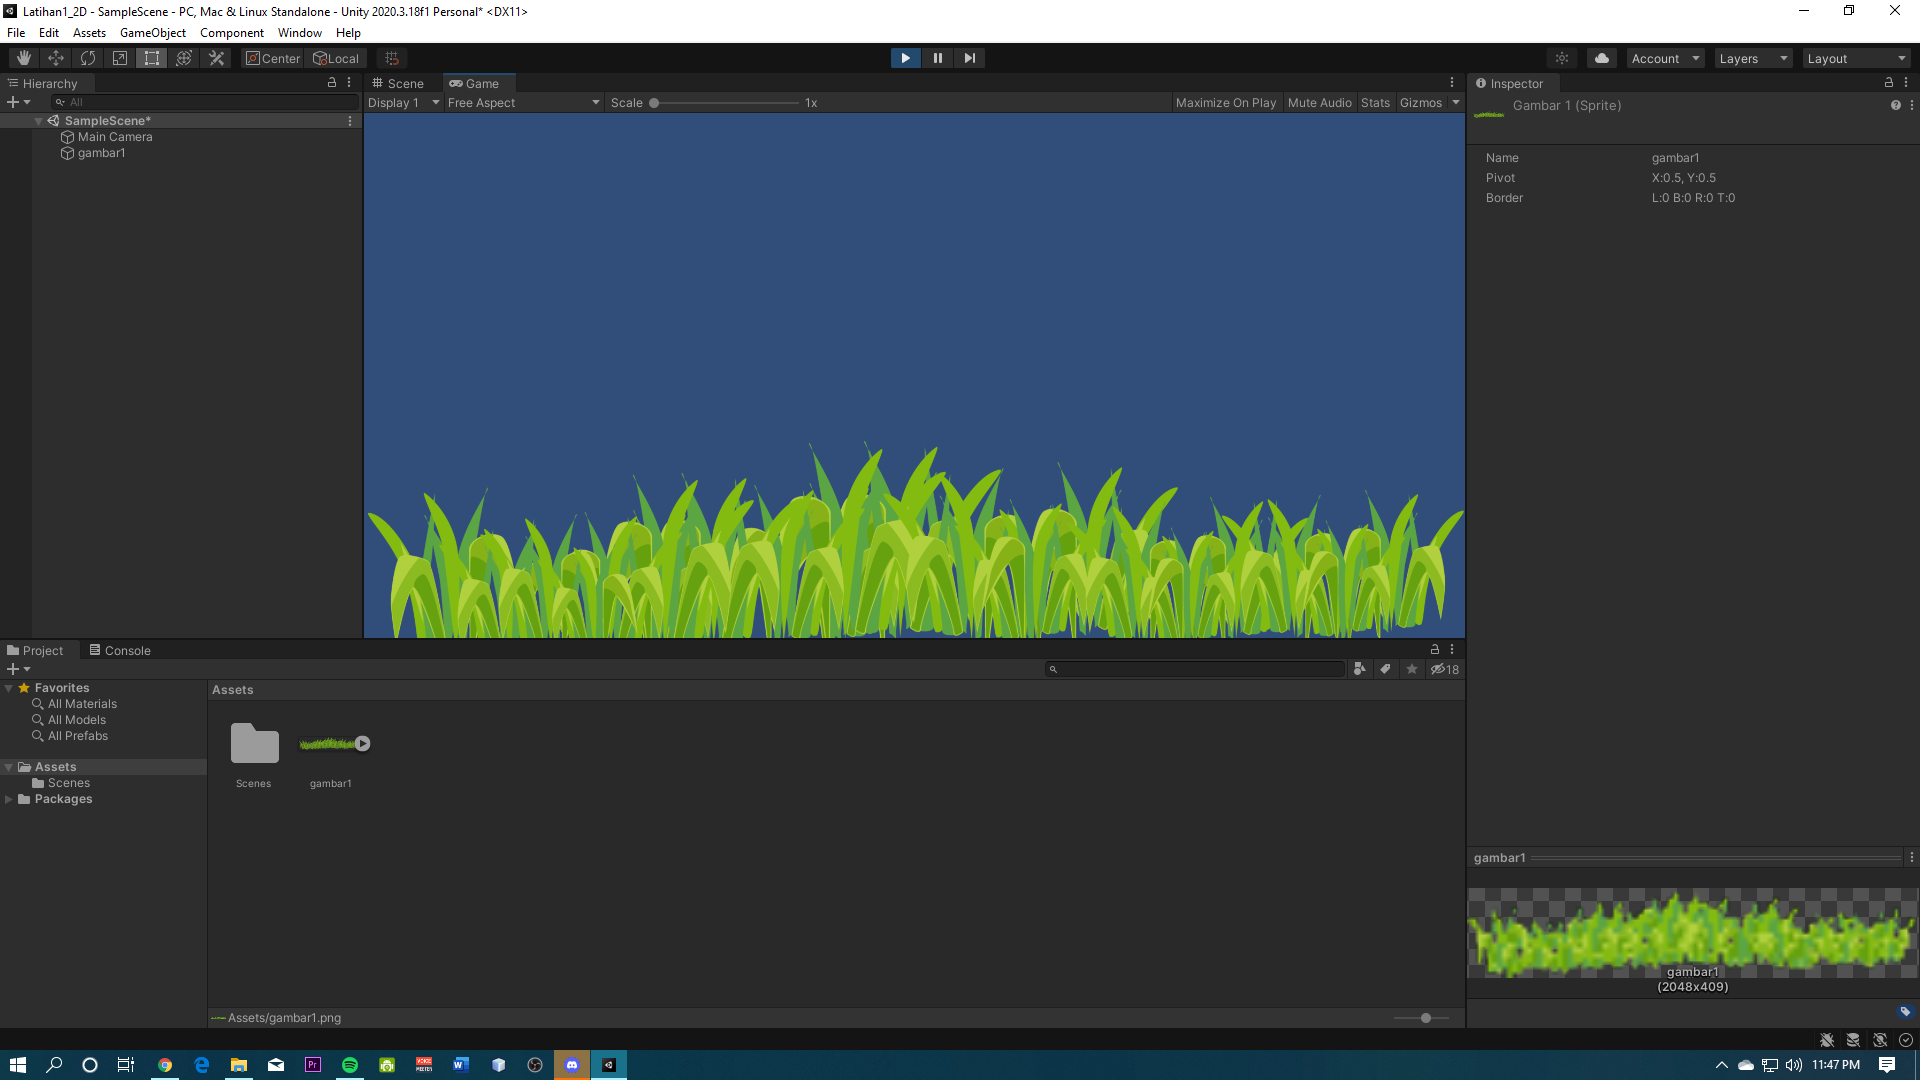 Latihan1_2D - SampleScene - PC, Mac & Linux Standalone - Unity 2020.3.18f1 Personal* <DX11>
File Edit Assets GameObject Component Window Help
Center Local Account Layers Layout
Hierarchy
All
SampleScene*
Main Camera
gambar1
Scene Game
Display 1 Free Aspect Scale 1x Maximize On Play Mute Audio Stats Gizmos
Inspector
Gambar 1 (Sprite)
Name gambar1
Pivot X:0.5, Y:0.5
Border L:0 B:0 R:0 T:0
Project Console
18
Favorites
All Materials
All Models
All Prefabs
Assets
Scenes
Packages
Assets
Scenes gambar1
Assets/gambar1.png
gambar1
gambar1
(2048x409)
Pr
11:47 PM